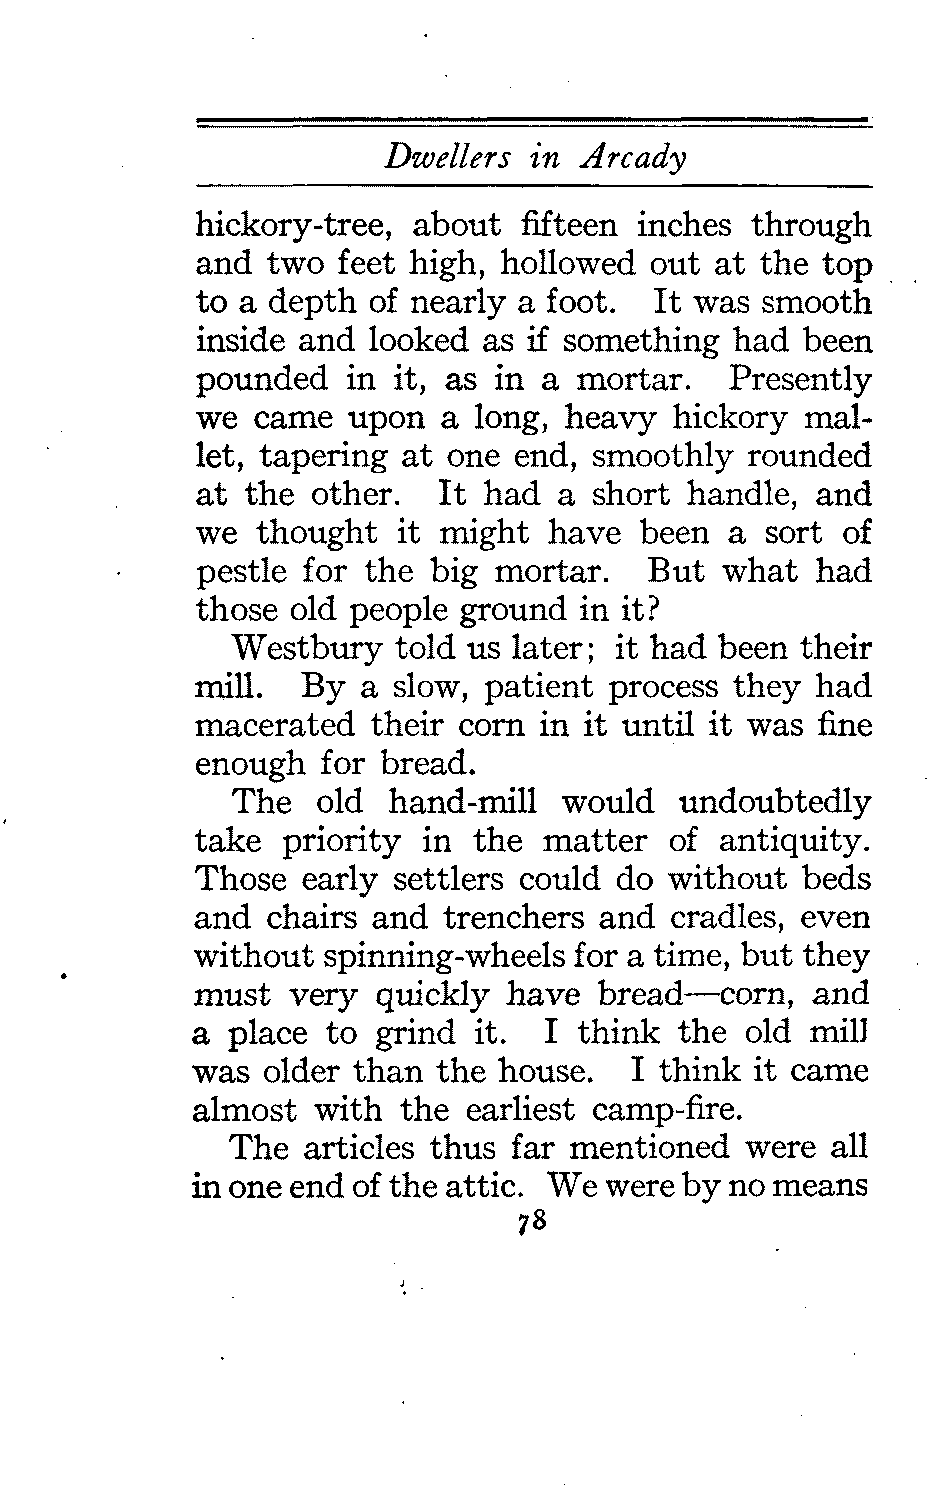 Dwellers in Arcady
hickory-tree, about fifteen inches through
and two feet high, hollowed out at the top
to a depth of nearly a foot. It was smooth
inside and looked as if something had been
pounded in it, as in a mortar. Presently
we came upon a long, heavy hickory mal-
let, tapering at one end, smoothly rounded
at the other. It had a short handle, and
we thought it might have been a sort of
pestle for the big mortar. But what had
those old people ground in it?
Westbury told us later; it had been their
mill. By a slow, patient process they had
macerated their corn in it until it was fine
enough for bread.
The old hand-mill would undoubtedly
take priority in the matter of antiquity.
Those early settlers could do without beds
and chairs and trenchers and cradles, even
without spinning-wheels for a time, but they
must very quickly have bread—corn, and
a place to grind it. I think the old mill
was older than the house. I think it came
almost with the earliest camp-fire.
The articles thus far mentioned were all
in one end of the attic. We were by no means
78